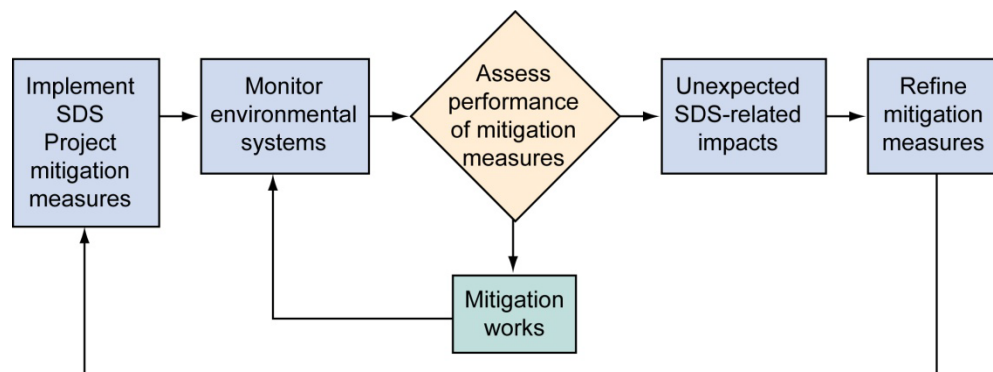 Implement
SDS
Project
mitigation
measures
Monitor
environmental
systems
Assess
performance
of mitigation
measures
Unexpected
SDS-related
impacts
Refine
mitigation
measures
Mitigation
works